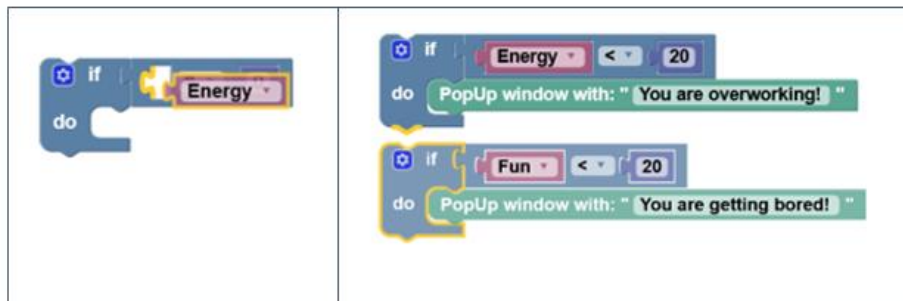 if
Energy
do
if Energy < 20
do PopUp window with: " You are overworking! "
if Fun < 20
do PopUp window with: " You are getting bored! "